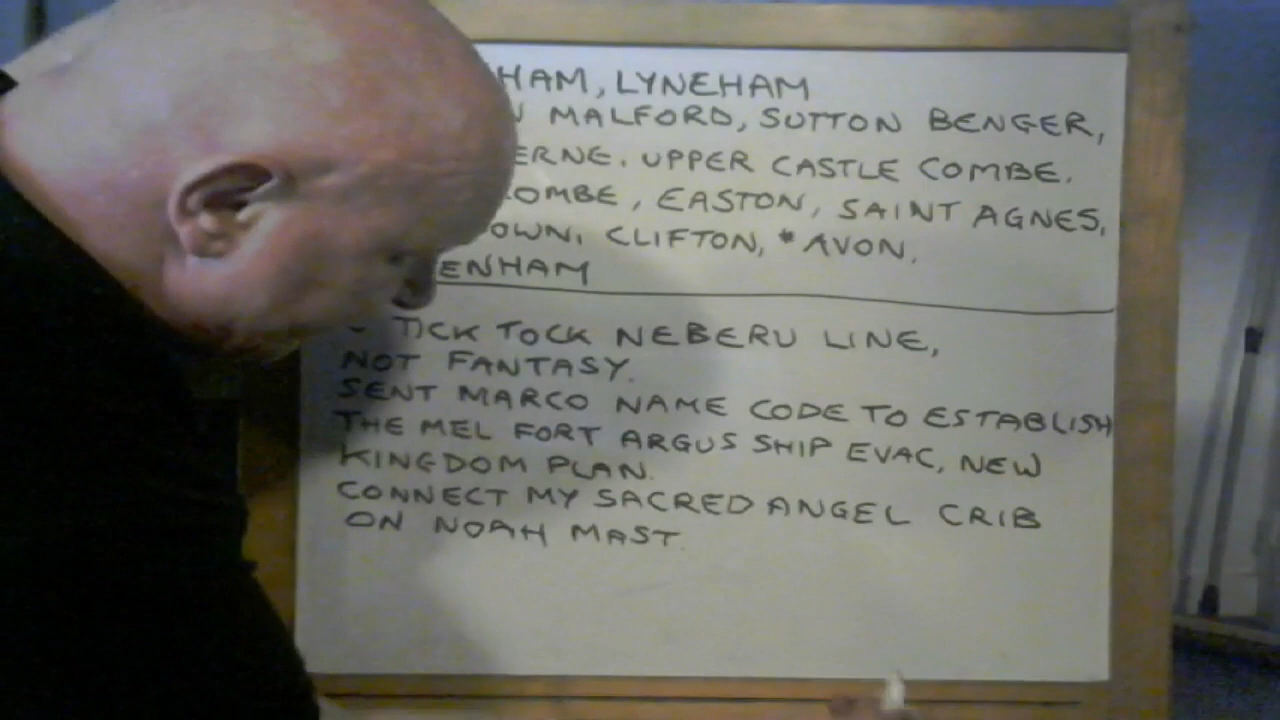 HAM, LYNEHAM
MALFORD, SUTTON BENGER,
ERNE. UPPER CASTLE COMBE.
COMBE, EASTON, SAINT AGNES,
OWN, CLIFTON, * AVON.
ENHAM
TICK TOCK NEBERU LINE,
NOT FANTASY.
SENT MARCO NAME CODE TO ESTABLISH
THE MEL FORT ARGUS SHIP EVAC, NEW
KINGDOM PLAN.
CONNECT MY SACRED ANGEL CRIB
ON NOAH MAST.